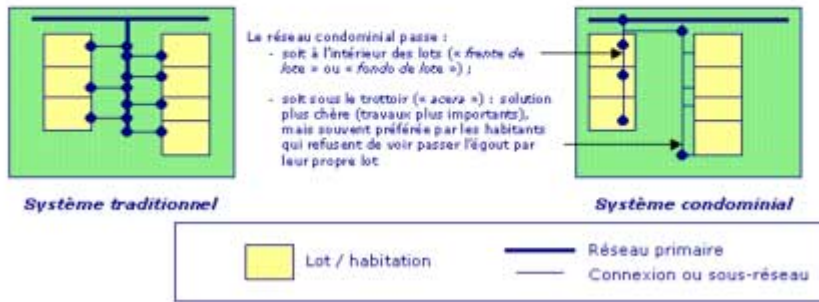 Le réseau condominial passe :
- soit à l'intérieur des lots (« frente de
lote » ou « fondo de lote ») ;
- soit sous le trottoir (« acera ») : solution
plus chère (travaux plus importants),
mais souvent préférée par les habitants
qui refusent de voir passer l'égout par
leur propre lot
Système traditionnel
Système condominial
Lot / habitation
Réseau primaire
Connexion ou sous-réseau